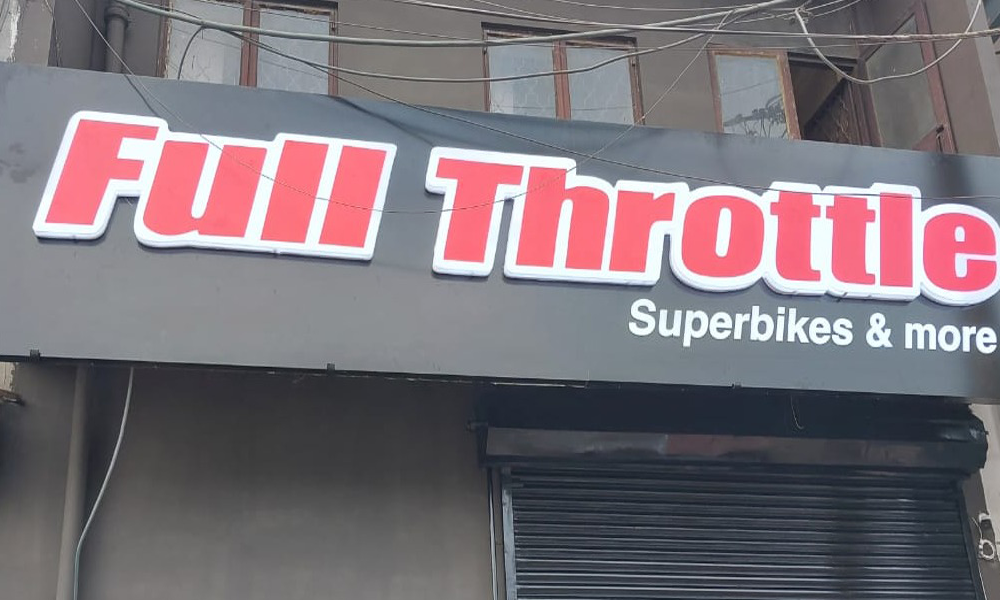 Full Throttle
Superbikes & more